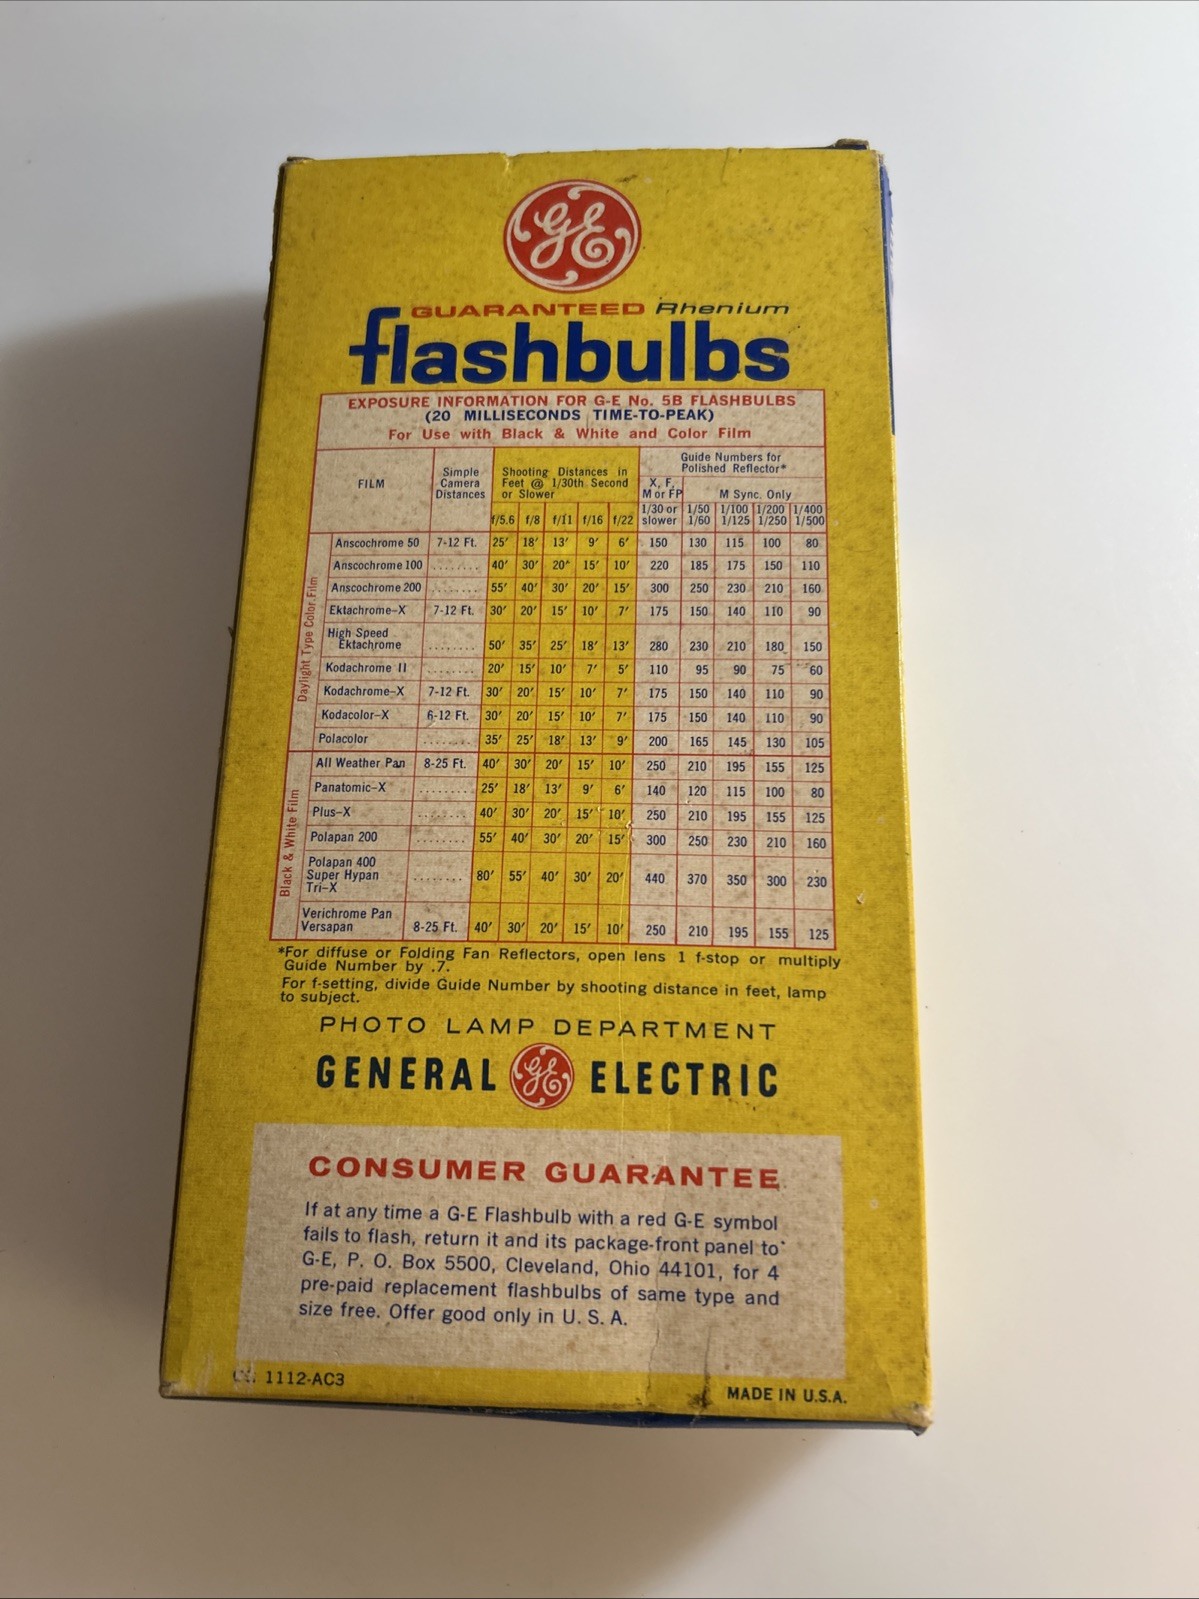 GE
GUARANTEED Rhenium
flashbulbs
EXPOSURE INFORMATION FOR G-E No. 5B FLASHBULBS
(20 MILLISECONDS TIME-TO-PEAK)
For Use with Black & White and Color Film
FILM
Simple
Camera
Distances
Shooting Distances in
Feet @ 1/30th Second
or Slower
Guide Numbers for
Polished Reflector*
X, F,
M or FP
M Sync. Only
f/5.6 f/8 f/11 f/16 f/22
1/30 or
slower
1/50
1/60
1/100
1/125
1/200
1/250
1/400
1/500
Daylight Type Color Film
Anscochrome 50 7-12 Ft. 25' 18' 13' 9' 6' 150 130 115 100 80
Anscochrome 100 ........ 40' 30' 20' 15' 10' 220 185 175 150 110
Anscochrome 200 ........ 55' 40' 30' 20' 15' 300 250 230 210 160
Ektachrome-X 7-12 Ft. 30' 20' 15' 10' 7' 175 150 140 110 90
High Speed
Ektachrome ........ 50' 35' 25' 18' 13' 280 230 210 180 150
Kodachrome II ........ 20' 15' 10' 7' 5' 110 95 90 75 60
Kodachrome-X 7-12 Ft. 30' 20' 15' 10' 7' 175 150 140 110 90
Kodacolor-X 6-12 Ft. 30' 20' 15' 10' 7' 175 150 140 110 90
Polacolor ........ 35' 25' 18' 13' 9' 200 165 145 130 105
Black & White Film
All Weather Pan 8-25 Ft. 40' 30' 20' 15' 10' 250 210 195 155 125
Panatomic-X ........ 25' 18' 13' 9' 6' 140 120 115 100 80
Plus-X ........ 40' 30' 20' 15' 10' 250 210 195 155 125
Polapan 200 ........ 55' 40' 30' 20' 15' 300 250 230 210 160
Polapan 400
Super Hypan
Tri-X ........ 80' 55' 40' 30' 20' 440 370 350 300 230
Verichrome Pan
Versapan 8-25 Ft. 40' 30' 20' 15' 10' 250 210 195 155 125
*For diffuse or Folding Fan Reflectors, open lens 1 f-stop or multiply
Guide Number by .7.
For f-setting, divide Guide Number by shooting distance in feet, lamp
to subject.
PHOTO LAMP DEPARTMENT
GENERAL GE ELECTRIC
CONSUMER GUARANTEE
If at any time a G-E Flashbulb with a red G-E symbol
fails to flash, return it and its package-front panel to
G-E, P. O. Box 5500, Cleveland, Ohio 44101, for 4
pre-paid replacement flashbulbs of same type and
size free. Offer good only in U. S. A.
1112-AC3
MADE IN U.S.A.